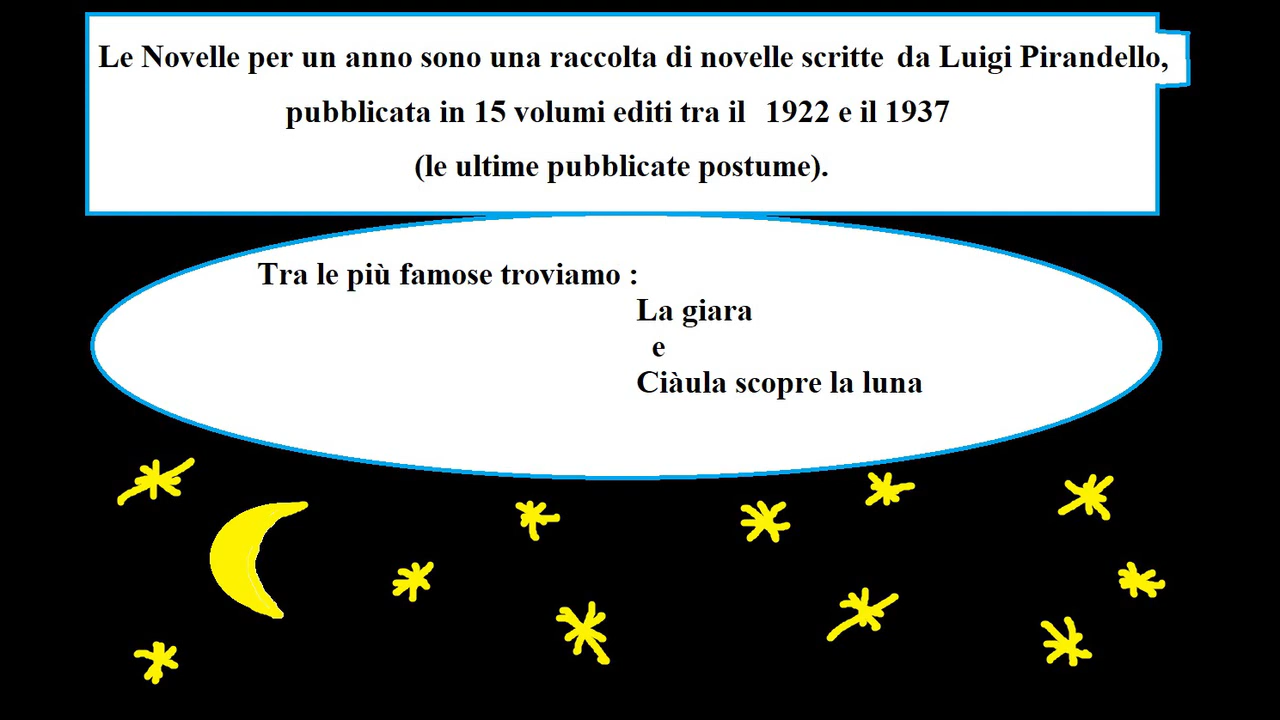 Le Novelle per un anno sono una raccolta di novelle scritte da Luigi Pirandello,
pubblicata in 15 volumi editi tra il 1922 e il 1937
(le ultime pubblicate postume).
Tra le più famose troviamo :
La giara
e
Ciàula scopre la luna